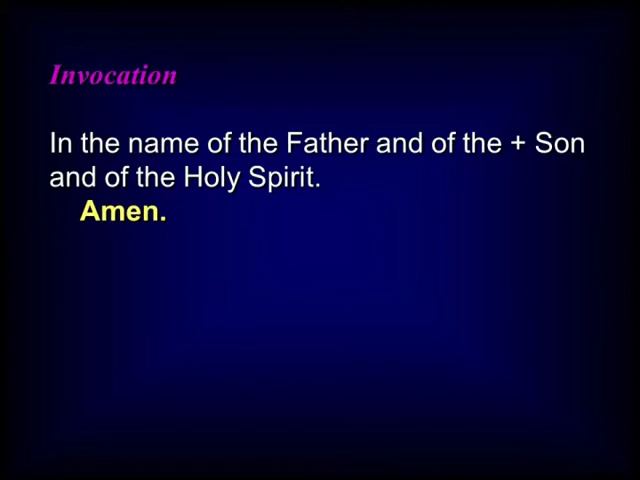 Invocation
In the name of the Father and of the + Son
and of the Holy Spirit.
Amen.